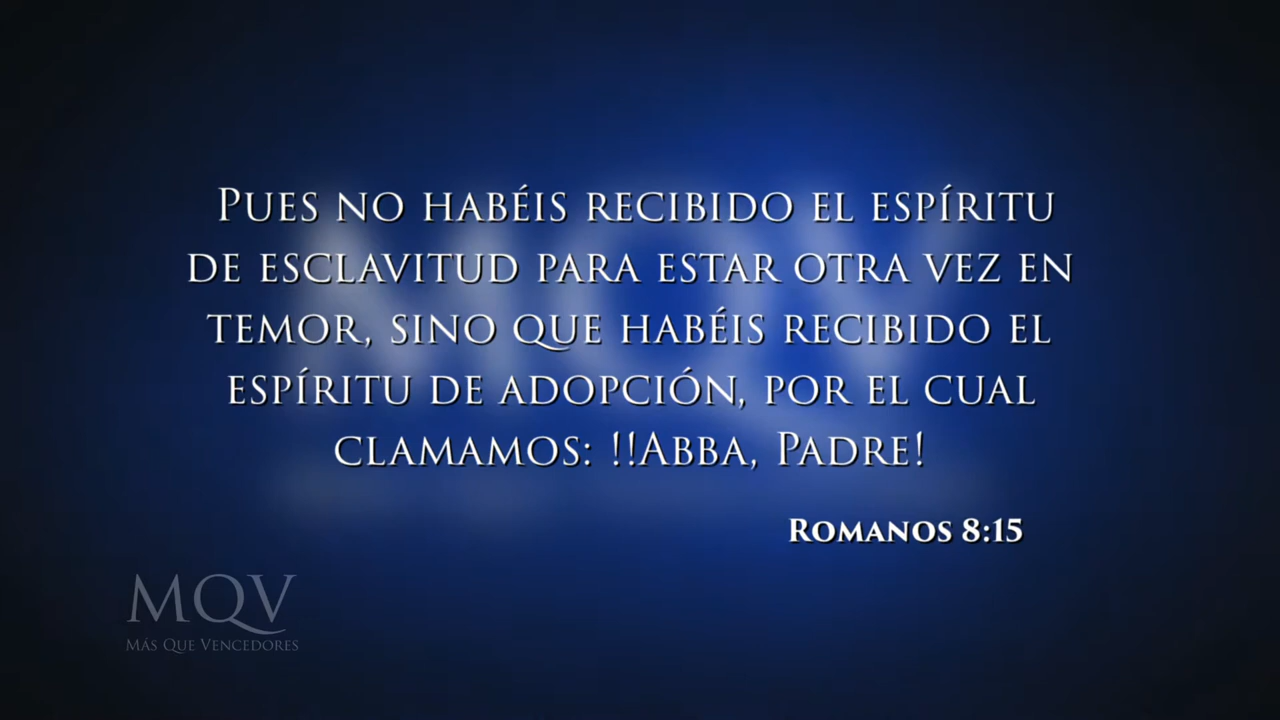 Pues no habéis recibido el espíritu
de esclavitud para estar otra vez en
temor, sino que habéis recibido el
espíritu de adopción, por el cual
clamamos: !!Abba, Padre!
Romanos 8:15
MQV
Más Que Vencedores